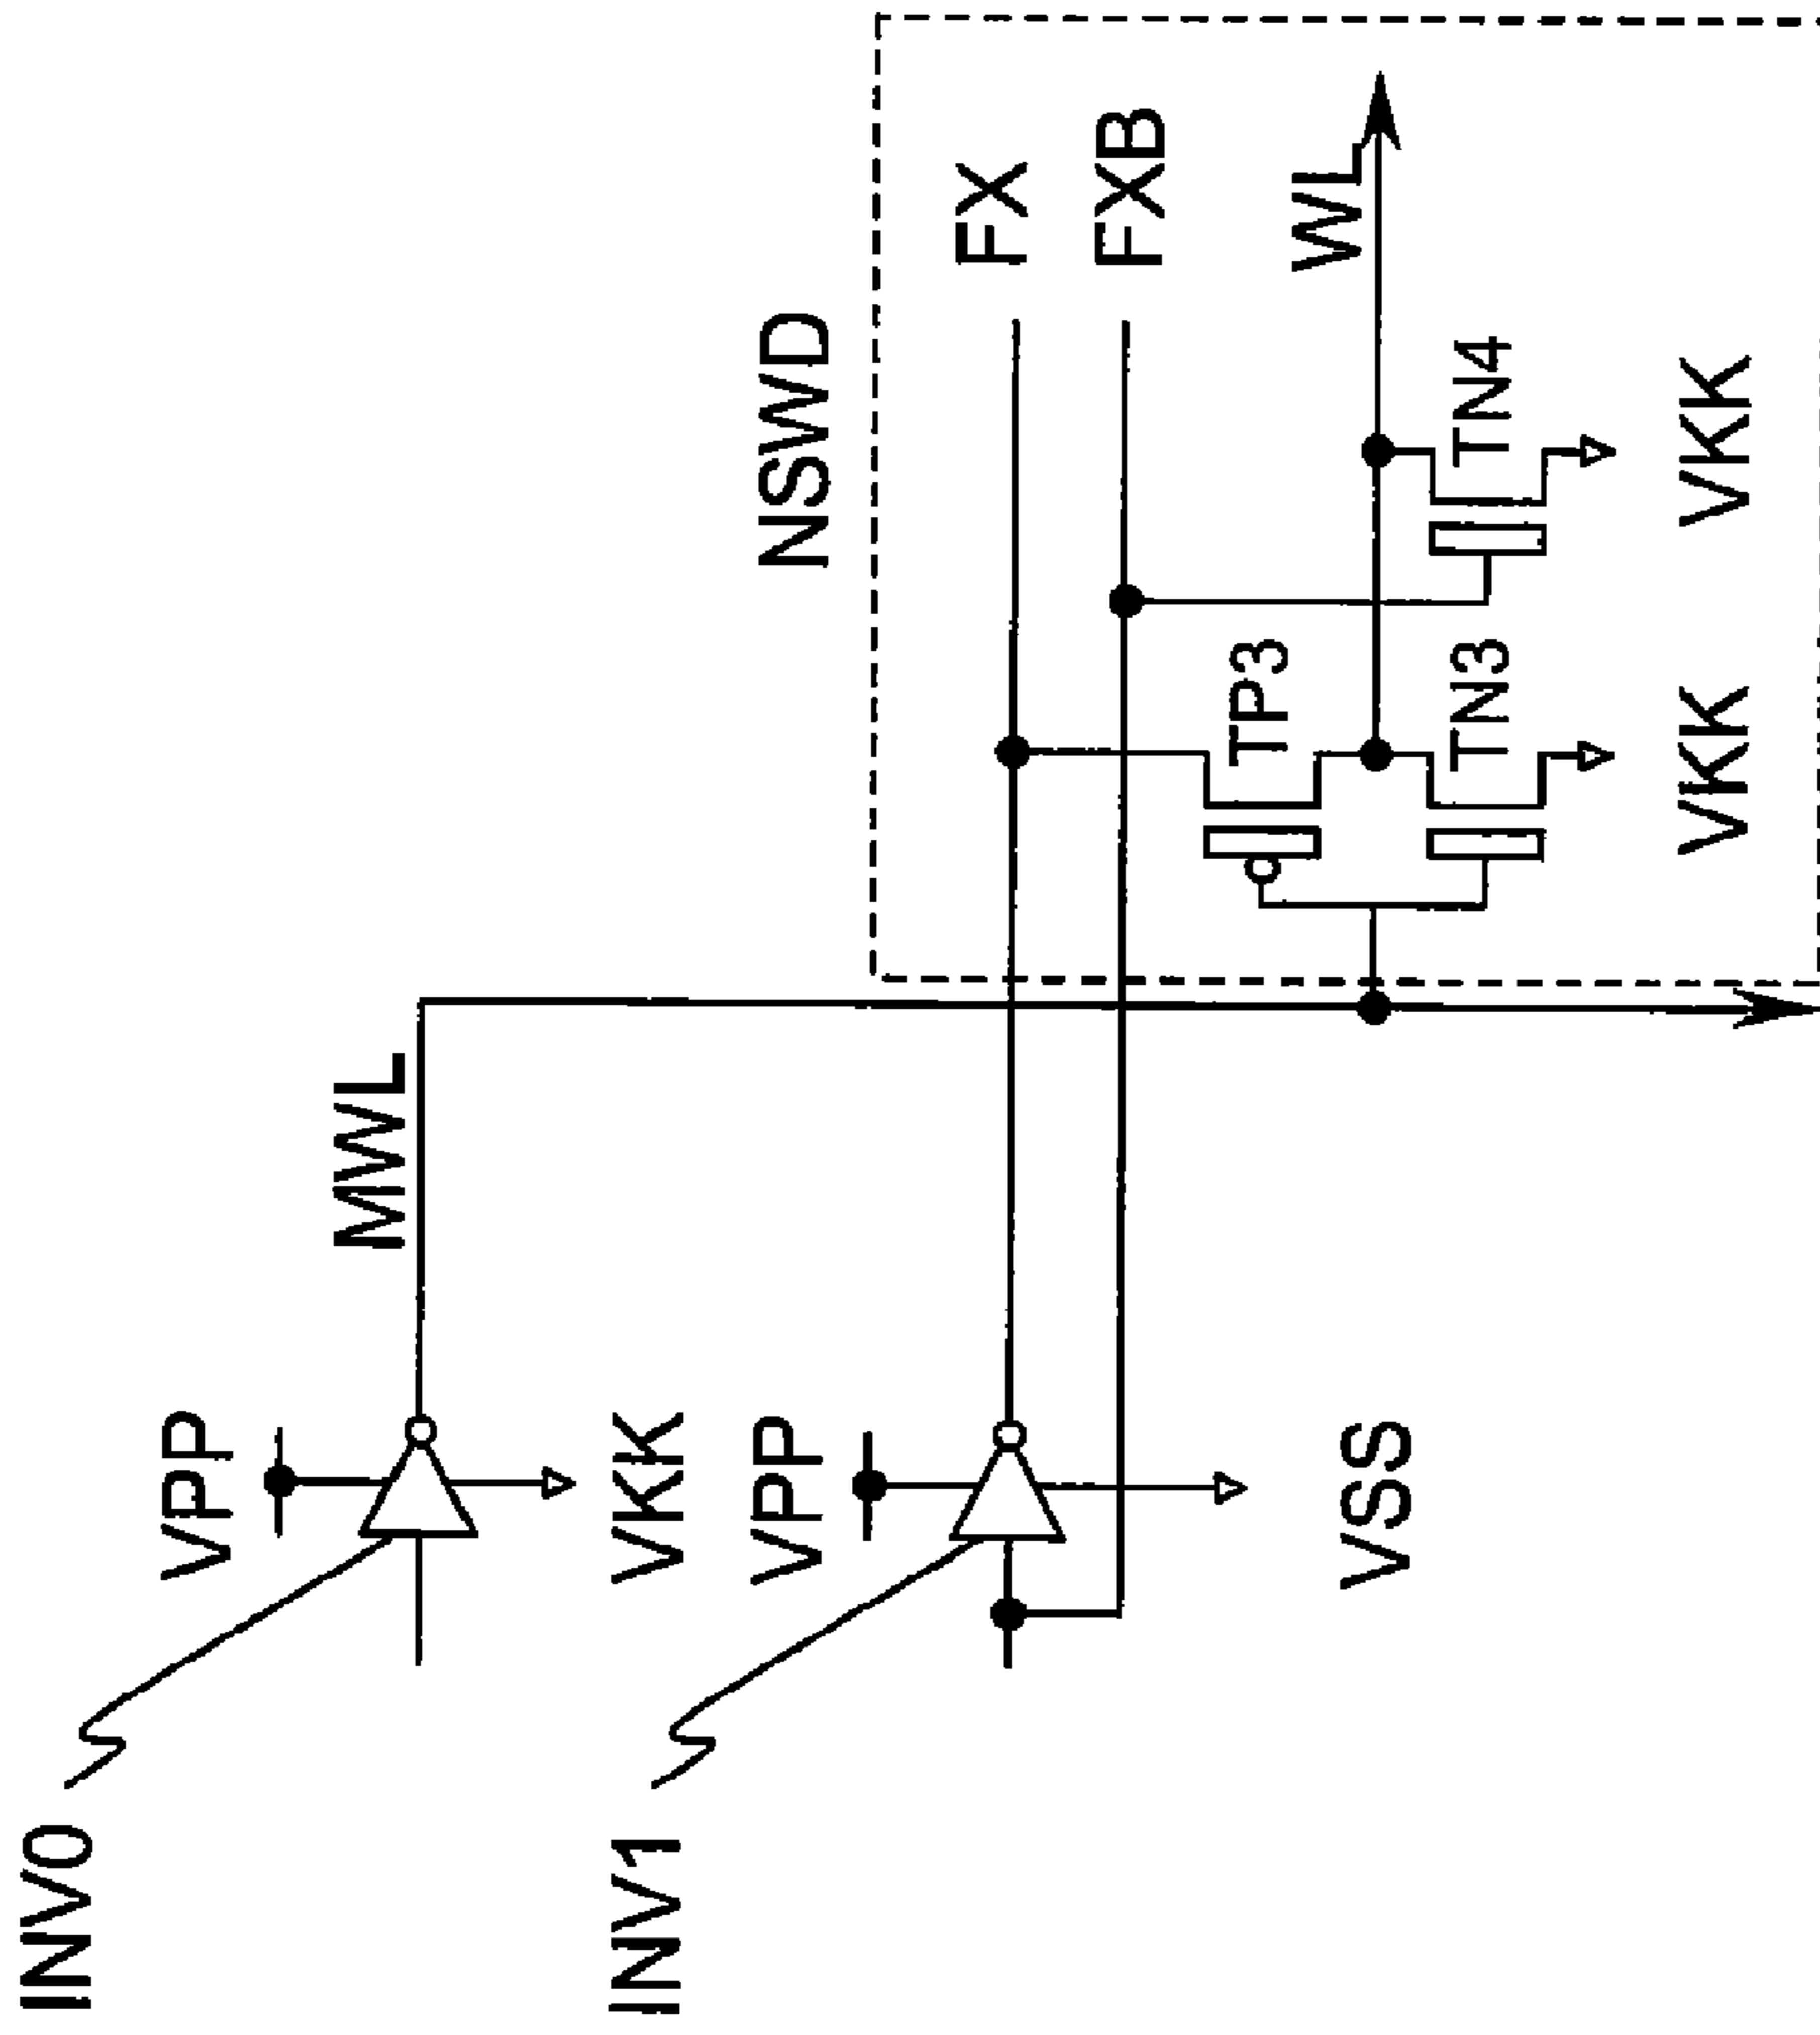 INV0
VPP
MWL
VKK
INV1
VPP
NSWD
FX
FXB
VSS
TP3
WL
TN3
TN4
VKK
VKK